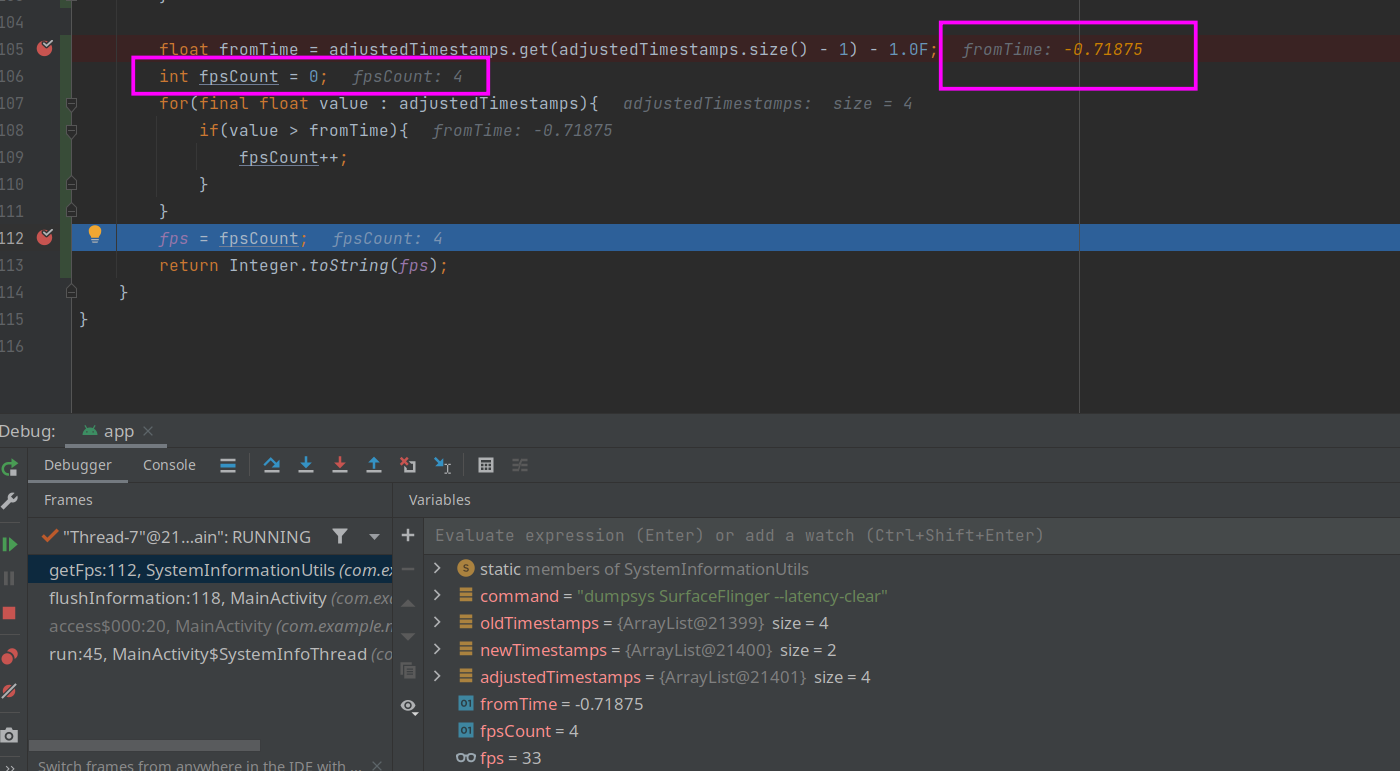 104
105 float fromTime = adjustedTimestamps.get(adjustedTimestamps.size() - 1) - 1.0F; fromTime: -0.71875
106 int fpsCount = 0; fpsCount: 4
107 for(final float value : adjustedTimestamps){ adjustedTimestamps: size = 4
108 if(value > fromTime){ fromTime: -0.71875
109 fpsCount++;
110 }
111 }
112 fps = fpsCount; fpsCount: 4
113 return Integer.toString(fps);
114 }
115 }
116
Debug: app
Debugger Console
Frames
Variables
"Thread-7"@21...ain": RUNNING
Evaluate expression (Enter) or add a watch (Ctrl+Shift+Enter)
getFps:112, SystemInformationUtils (com.ex
flushInformation:118, MainActivity (com.exa
access$000:20, MainActivity (com.example.n
run:45, MainActivity$SystemInfoThread (co
S static members of SystemInformationUtils
command = "dumpsys SurfaceFlinger --latency-clear"
oldTimestamps = {ArrayList@21399} size = 4
newTimestamps = {ArrayList@21400} size = 2
adjustedTimestamps = {ArrayList@21401} size = 4
01 fromTime = -0.71875
01 fpsCount = 4
fps = 33
Switch frames from anywhere in the IDE with ...